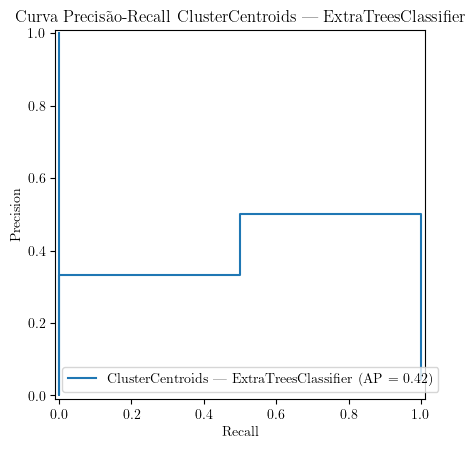 Curva Precisão-Recall ClusterCentroids — ExtraTreesClassifier
1.0
0.8
0.6
0.4
0.2
0.0
Precision
ClusterCentroids — ExtraTreesClassifier (AP = 0.42)
0.0 0.2 0.4 0.6 0.8 1.0
Recall